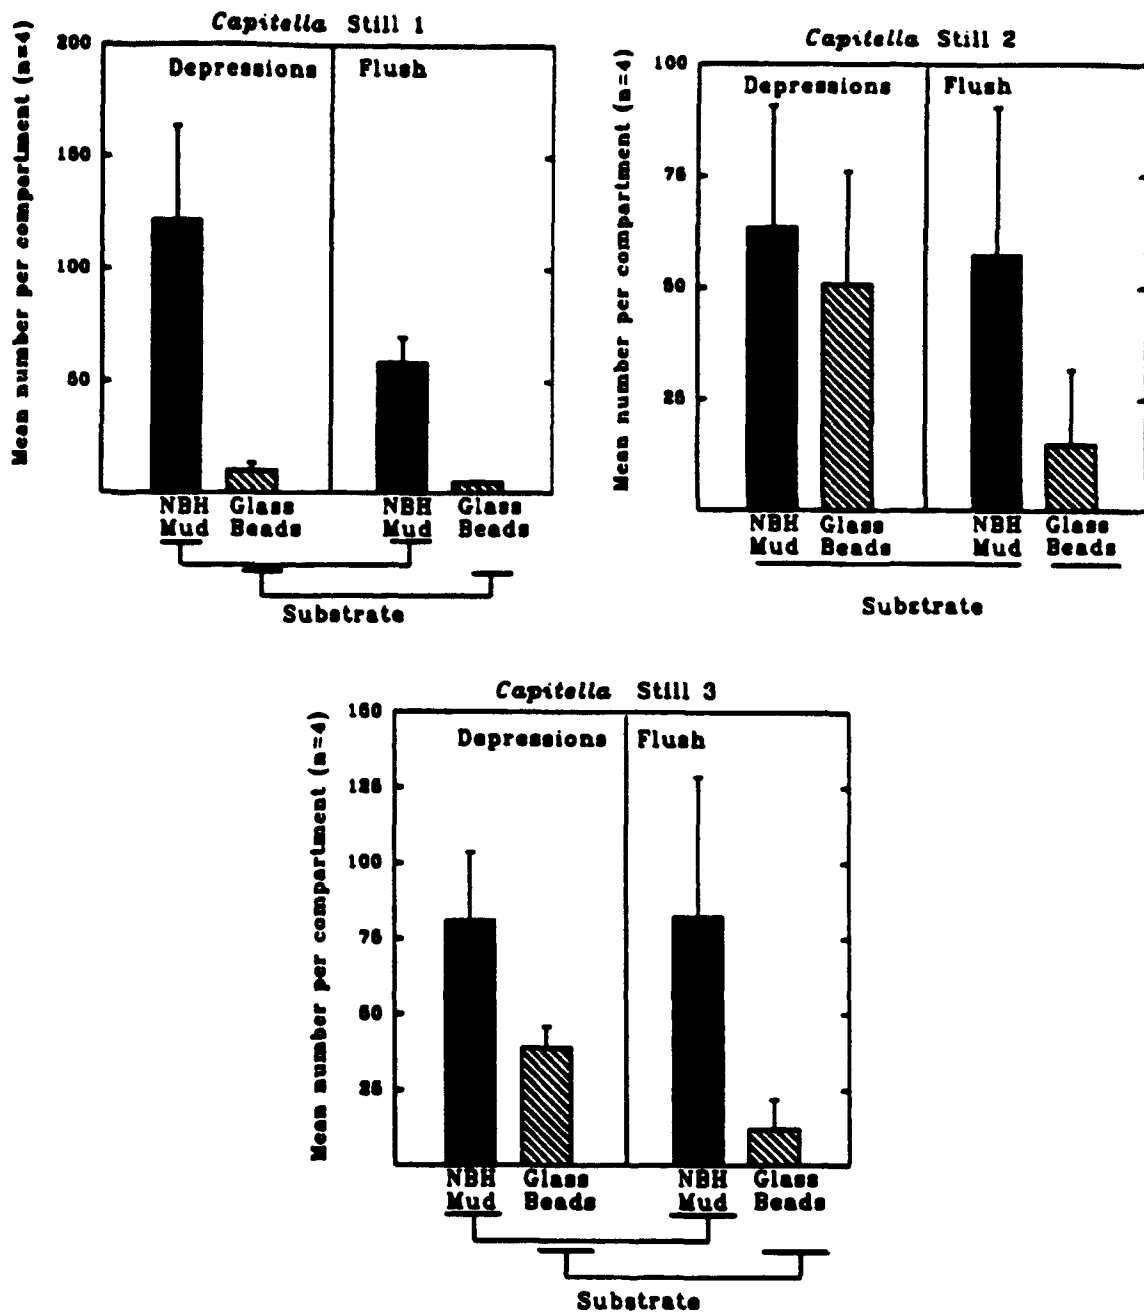 Capitella Still 1
Mean number per compartment (n=4)
200
150
100
50
Depressions Flush
NBH Glass NBH Glass
Mud Beads Mud Beads
Substrate
Capitella Still 2
Mean number per compartment (n=4)
100
75
50
25
Depressions Flush
NBH Glass NBH Glass
Mud Beads Mud Beads
Substrate
Capitella Still 3
Mean number per compartment (n=4)
150
125
100
75
50
25
Depressions Flush
NBH Glass NBH Glass
Mud Beads Mud Beads
Substrate